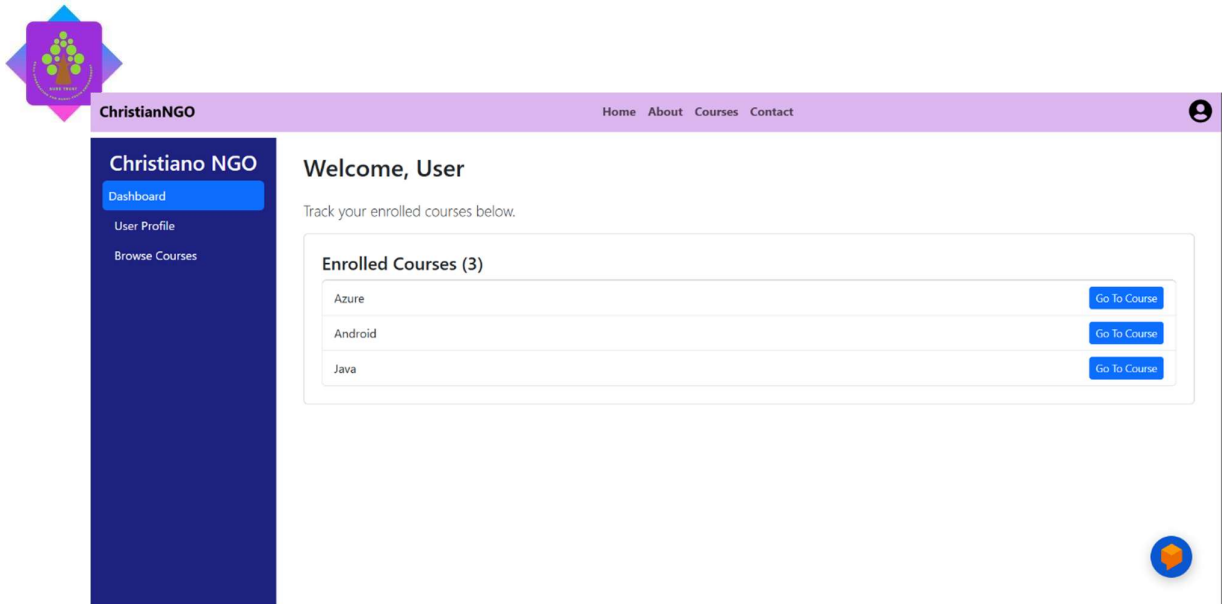 ChristianNGO
Home About Courses Contact
Christiano NGO
Dashboard
User Profile
Browse Courses
Welcome, User
Track your enrolled courses below.
Enrolled Courses (3)
Azure Go To Course
Android Go To Course
Java Go To Course